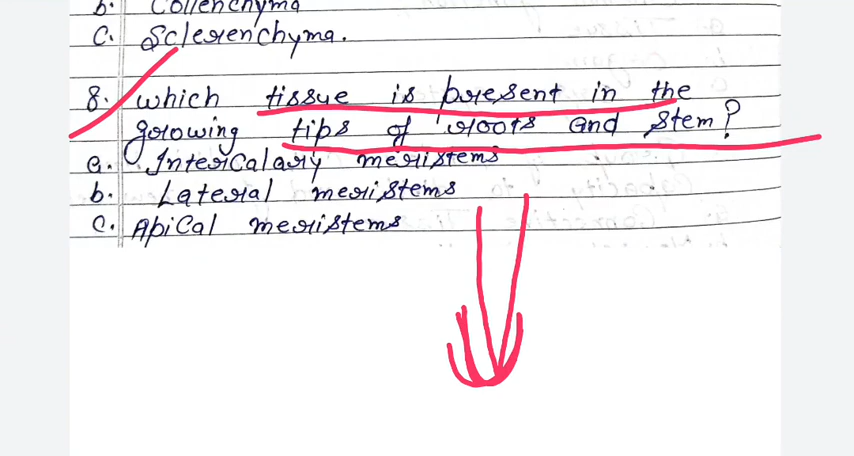 b. Collenchyma
c. Sclerenchyma.
8. which tissue is present in the
growing tips of roots and stem?
a. Intercalary meristems
b. Lateral meristems
c. Apical meristems